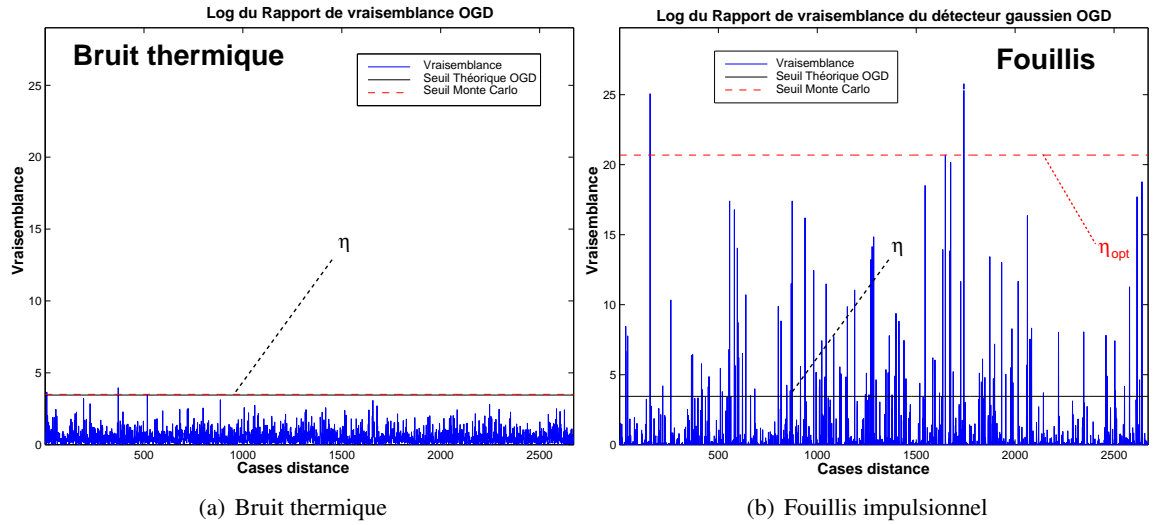 Log du Rapport de vraisemblance OGD
Bruit thermique
Vraisemblance
Seuil Théorique OGD
Seuil Monte Carlo
η
Vraisemblance
25
20
15
10
5
0
500 1000 1500 2000 2500
Cases distance
(a) Bruit thermique
Log du Rapport de vraisemblance du détecteur gaussien OGD
Fouillis
Vraisemblance
Seuil Théorique OGD
Seuil Monte Carlo
η
ηopt
Vraisemblance
25
20
15
10
5
0
500 1000 1500 2000 2500
Cases distance
(b) Fouillis impulsionnel